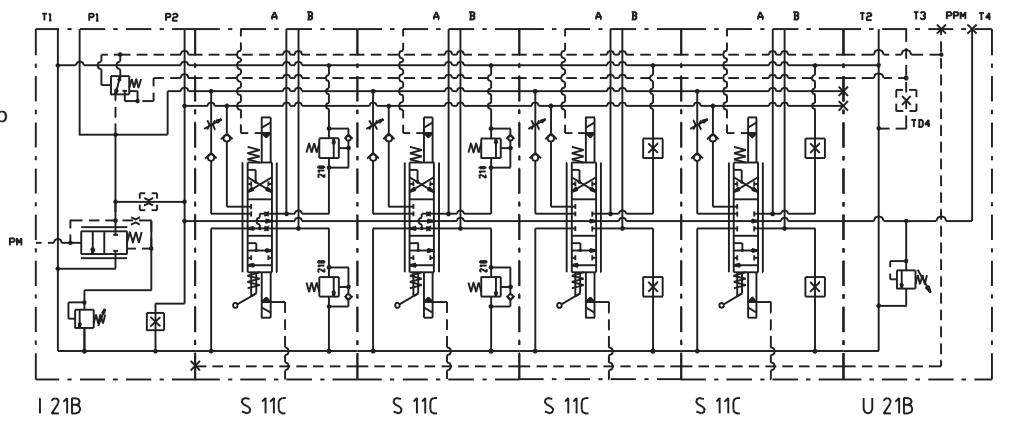 T1 P1 P2 A B A B A B A B T2 T3 PPM T4
TD4
210 210
PM
210 210
I 21B S 11C S 11C S 11C S 11C U 21B